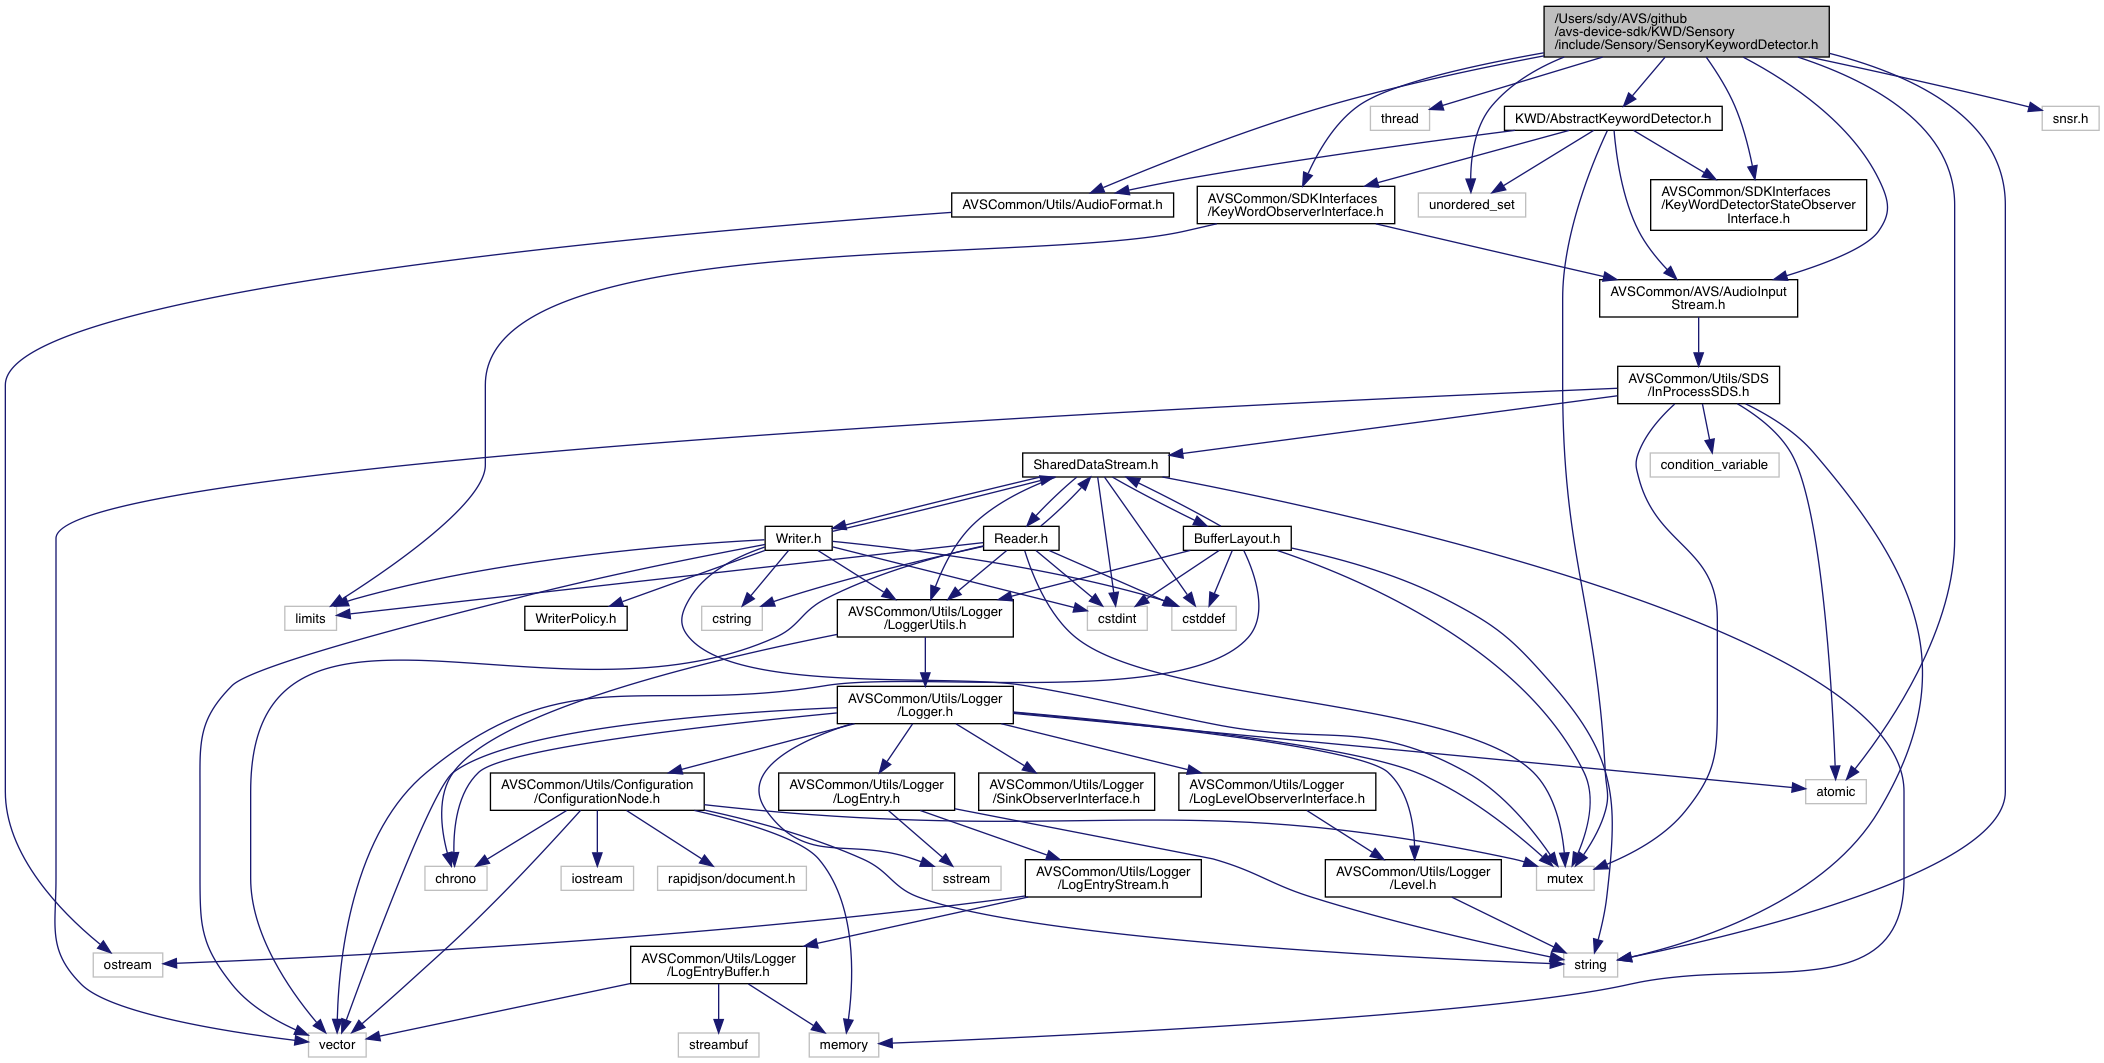 /Users/sdy/AVS/github
/avs-device-sdk/KWD/Sensory
/include/Sensory/SensoryKeywordDetector.h
thread
KWD/AbstractKeywordDetector.h
snsr.h
AVSCommon/Utils/AudioFormat.h
AVSCommon/SDKInterfaces
/KeyWordObserverInterface.h
unordered_set
AVSCommon/SDKInterfaces
/KeyWordDetectorStateObserver
Interface.h
AVSCommon/AVS/AudioInput
Stream.h
AVSCommon/Utils/SDS
/InProcessSDS.h
SharedDataStream.h
condition_variable
Writer.h
Reader.h
BufferLayout.h
limits
WriterPolicy.h
cstring
AVSCommon/Utils/Logger
/LoggerUtils.h
cstdint
cstddef
AVSCommon/Utils/Logger
/Logger.h
AVSCommon/Utils/Configuration
/ConfigurationNode.h
AVSCommon/Utils/Logger
/LogEntry.h
AVSCommon/Utils/Logger
/SinkObserverInterface.h
AVSCommon/Utils/Logger
/LogLevelObserverInterface.h
atomic
chrono
iostream
rapidjson/document.h
sstream
AVSCommon/Utils/Logger
/LogEntryStream.h
AVSCommon/Utils/Logger
/Level.h
mutex
ostream
AVSCommon/Utils/Logger
/LogEntryBuffer.h
string
vector
streambuf
memory